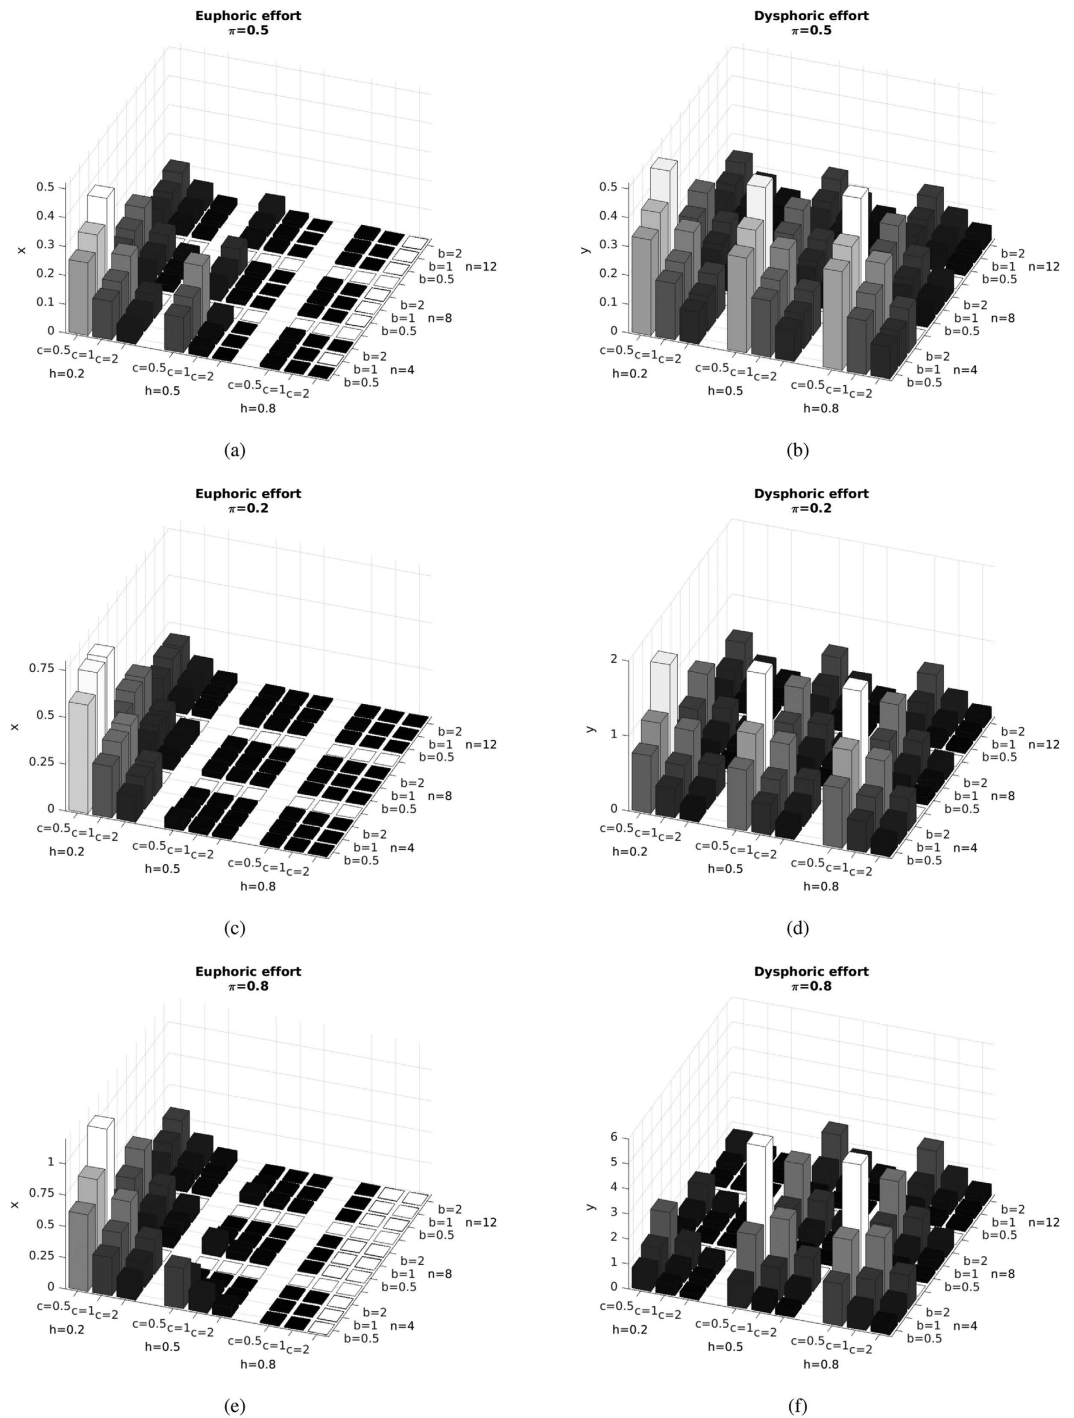 Euphoric effort
π=0.5
x
0.5
0.4
0.3
0.2
0.1
0
c=0.5 c=1 c=2
h=0.2
c=0.5 c=1 c=2
h=0.5
c=0.5 c=1 c=2
h=0.8
b=2
b=1 n=12
b=0.5
b=2
b=1 n=8
b=0.5
b=2
b=1 n=4
b=0.5
(a)
Dysphoric effort
π=0.5
y
0.5
0.4
0.3
0.2
0.1
0
c=0.5 c=1 c=2
h=0.2
c=0.5 c=1 c=2
h=0.5
c=0.5 c=1 c=2
h=0.8
b=2
b=1 n=12
b=0.5
b=2
b=1 n=8
b=0.5
b=2
b=1 n=4
b=0.5
(b)
Euphoric effort
π=0.2
x
0.75
0.5
0.25
0
c=0.5 c=1 c=2
h=0.2
c=0.5 c=1 c=2
h=0.5
c=0.5 c=1 c=2
h=0.8
b=2
b=1 n=12
b=0.5
b=2
b=1 n=8
b=0.5
b=2
b=1 n=4
b=0.5
(c)
Dysphoric effort
π=0.2
y
2
1
0
c=0.5 c=1 c=2
h=0.2
c=0.5 c=1 c=2
h=0.5
c=0.5 c=1 c=2
h=0.8
b=2
b=1 n=12
b=0.5
b=2
b=1 n=8
b=0.5
b=2
b=1 n=4
b=0.5
(d)
Euphoric effort
π=0.8
x
1
0.75
0.5
0.25
0
c=0.5 c=1 c=2
h=0.2
c=0.5 c=1 c=2
h=0.5
c=0.5 c=1 c=2
h=0.8
b=2
b=1 n=12
b=0.5
b=2
b=1 n=8
b=0.5
b=2
b=1 n=4
b=0.5
(e)
Dysphoric effort
π=0.8
y
6
5
4
3
2
1
0
c=0.5 c=1 c=2
h=0.2
c=0.5 c=1 c=2
h=0.5
c=0.5 c=1 c=2
h=0.8
b=2
b=1 n=12
b=0.5
b=2
b=1 n=8
b=0.5
b=2
b=1 n=4
b=0.5
(f)